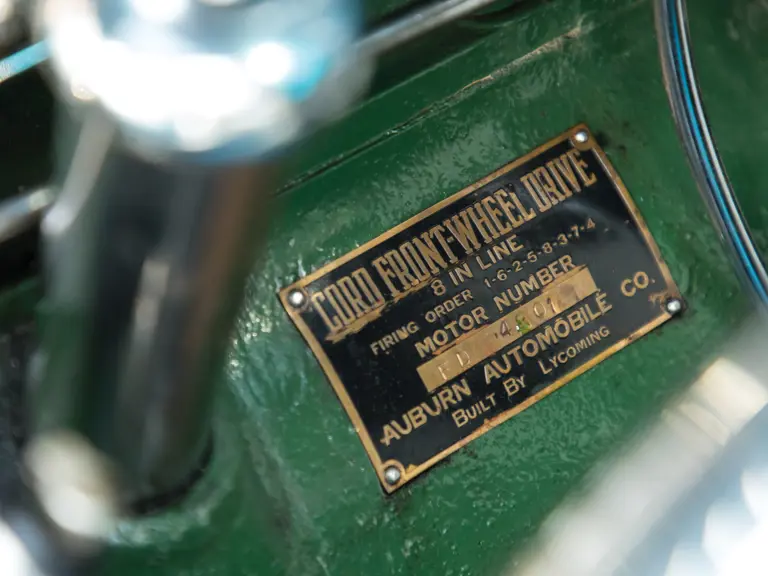 CORD FRONT-WHEEL DRIVE
8 IN LINE
FIRING ORDER 1-6-2-5-8-3-7-4
MOTOR NUMBER
FD
AUBURN AUTOMOBILE CO.
BUILT BY LYCOMING